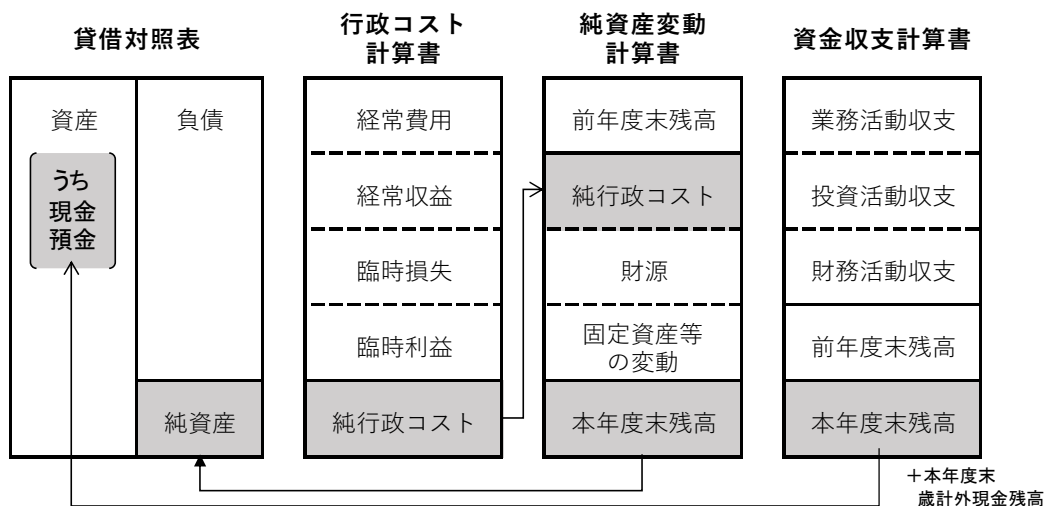 貸借対照表
資産
負債
うち
現金
預金
純資産
行政コスト
計算書
経常費用
経常収益
臨時損失
臨時利益
純行政コスト
純資産変動
計算書
前年度末残高
純行政コスト
財源
固定資産等
の変動
本年度末残高
資金収支計算書
業務活動収支
投資活動収支
財務活動収支
前年度末残高
本年度末残高
＋本年度末
歳計外現金残高